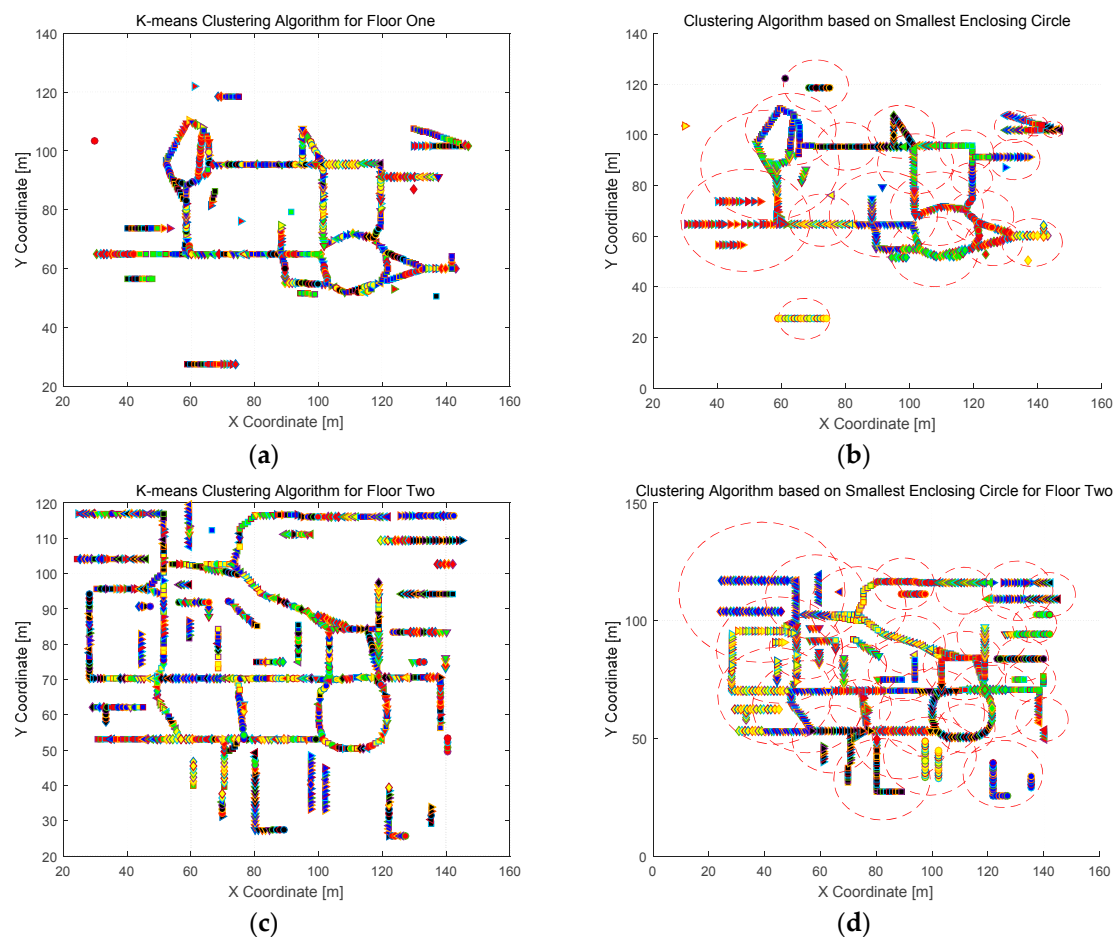 K-means Clustering Algorithm for Floor One
140
120
100
80
60
40
20
20 40 60 80 100 120 140 160
Y Coordinate [m]
X Coordinate [m]
(a)
Clustering Algorithm based on Smallest Enclosing Circle
140
120
100
80
60
40
20
0
0 20 40 60 80 100 120 140 160
Y Coordinate [m]
X Coordinate [m]
(b)
K-means Clustering Algorithm for Floor Two
120
110
100
90
80
70
60
50
40
30
20
20 40 60 80 100 120 140 160
Y Coordinate [m]
X Coordinate [m]
(c)
Clustering Algorithm based on Smallest Enclosing Circle for Floor Two
150
100
50
0
0 20 40 60 80 100 120 140 160
Y Coordinate [m]
X Coordinate [m]
(d)